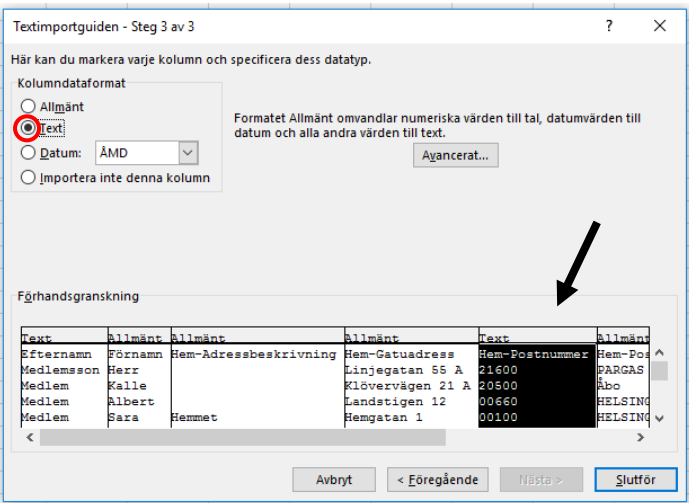 Textimportguiden - Steg 3 av 3
Här kan du markera varje kolumn och specificera dess datatyp.
Kolumndataformat
Allmänt
Text
Datum: ÅMD
Importera inte denna kolumn
Formatet Allmänt omvandlar numeriska värden till tal, datumvärden till
datum och alla andra värden till text.
Avancerat...
Förhandsgranskning
Text Allmänt Allmänt Allmänt Text Allmänt
Efternamn Förnamn Hem-Adressbeskrivning Hem-Gatuadress Hem-Postnummer Hem-Pos
Medlemsson Herr Linjegatan 55 A 21600 PARGAS
Medlem Kalle Klövervägen 21 A 20500 Åbo
Medlem Albert Landstigen 12 00660 HELSING
Medlem Sara Hemmet Hemgatan 1 00100 HELSING
Avbryt < Föregående Nästa > Slutför